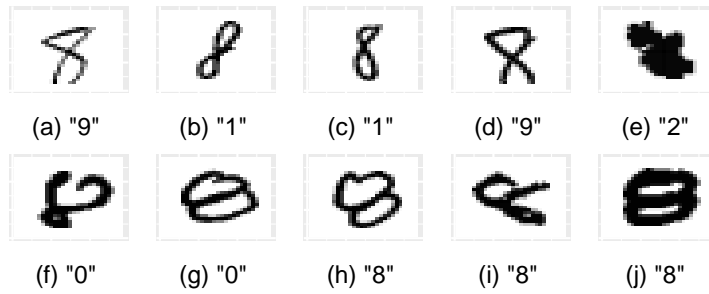 (a) "9" (b) "1" (c) "1" (d) "9" (e) "2"
(f) "0" (g) "0" (h) "8" (i) "8" (j) "8"